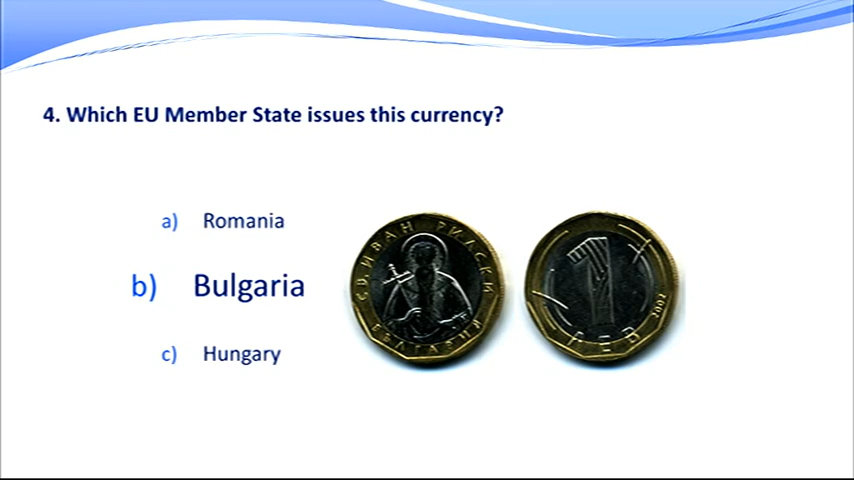 4. Which EU Member State issues this currency?
a) Romania
b) Bulgaria
c) Hungary
СВ. ИВАН РИЛСКИ
БЪЛГАРИЯ
1
ЛЕВ
2002